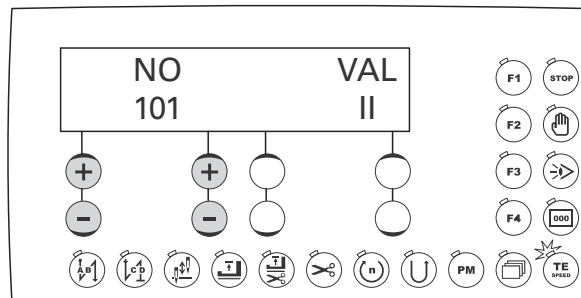 NO VAL
101 II
F1 STOP
F2
F3
F4 000
+ +
- -
A B C D n PM TE
SPEED